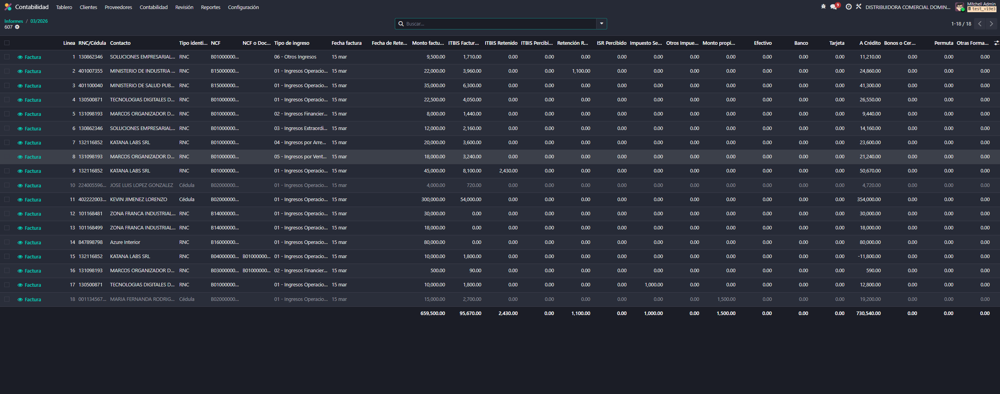 Contabilidad Tablero Clientes Proveedores Contabilidad Revisión Reportes Configuración 9 DISTRIBUIDORA COMERCIAL DOMIN... Mitchell Admin
test_v19e3
Informes / 03/2026
607
Buscar...
1-18 / 18
Linea RNC/Cédula Contacto Tipo identi... NCF NCF o Doc... Tipo de ingreso Fecha factura Fecha de Rete... Monto factu... ITBIS Factur... ITBIS Retenido ITBIS Percibi... Retención R... ISR Percibido Impuesto Se... Otros Impue... Monto propi... Efectivo Banco Tarjeta A Crédito Bonos o Cer... Permuta Otras Forma...
Factura 1 130862346 SOLUCIONES EMPRESARIAL... RNC B01000000... 06 - Otros Ingresos 15 mar 9,500.00 1,710.00 0.00 0.00 0.00 0.00 0.00 0.00 0.00 0.00 0.00 0.00 11,210.00 0.00 0.00 0.00
Factura 2 401007355 MINISTERIO DE INDUSTRIA ... RNC B15000000... 01 - Ingresos Operacio... 15 mar 22,000.00 3,960.00 0.00 0.00 1,100.00 0.00 0.00 0.00 0.00 0.00 0.00 0.00 24,860.00 0.00 0.00 0.00
Factura 3 401100040 MINISTERIO DE SALUD PUB... RNC B15000000... 01 - Ingresos Operacio... 15 mar 35,000.00 6,300.00 0.00 0.00 0.00 0.00 0.00 0.00 0.00 0.00 0.00 0.00 41,300.00 0.00 0.00 0.00
Factura 4 130500871 TECNOLOGIAS DIGITALES D... RNC B01000000... 01 - Ingresos Operacio... 15 mar 22,500.00 4,050.00 0.00 0.00 0.00 0.00 0.00 0.00 0.00 0.00 0.00 0.00 26,550.00 0.00 0.00 0.00
Factura 5 131098193 MARCOS ORGANIZADOR D... RNC B01000000... 02 - Ingresos Financier... 15 mar 8,000.00 1,440.00 0.00 0.00 0.00 0.00 0.00 0.00 0.00 0.00 0.00 0.00 9,440.00 0.00 0.00 0.00
Factura 6 130862346 SOLUCIONES EMPRESARIAL... RNC B01000000... 03 - Ingresos Extraordi... 15 mar 12,000.00 2,160.00 0.00 0.00 0.00 0.00 0.00 0.00 0.00 0.00 0.00 0.00 14,160.00 0.00 0.00 0.00
Factura 7 132116852 KATANA LABS SRL RNC B01000000... 04 - Ingresos por Arre... 15 mar 20,000.00 3,600.00 0.00 0.00 0.00 0.00 0.00 0.00 0.00 0.00 0.00 0.00 23,600.00 0.00 0.00 0.00
Factura 8 131098193 MARCOS ORGANIZADOR D... RNC B01000000... 05 - Ingresos por Vent... 15 mar 18,000.00 3,240.00 0.00 0.00 0.00 0.00 0.00 0.00 0.00 0.00 0.00 0.00 21,240.00 0.00 0.00 0.00
Factura 9 132116852 KATANA LABS SRL RNC B01000000... 01 - Ingresos Operacio... 15 mar 45,000.00 8,100.00 2,430.00 0.00 0.00 0.00 0.00 0.00 0.00 0.00 0.00 0.00 50,670.00 0.00 0.00 0.00
Factura 10 224005596... JOSE LUIS LOPEZ GONZALEZ Cédula B02000000... 01 - Ingresos Operacio... 15 mar 4,000.00 720.00 0.00 0.00 0.00 0.00 0.00 0.00 0.00 0.00 0.00 0.00 4,720.00 0.00 0.00 0.00
Factura 11 402222003... KEVIN JIMENEZ LORENZO Cédula B02000000... 01 - Ingresos Operacio... 15 mar 300,000.00 54,000.00 0.00 0.00 0.00 0.00 0.00 0.00 0.00 0.00 0.00 0.00 354,000.00 0.00 0.00 0.00
Factura 12 101168481 ZONA FRANCA INDUSTRIAL... RNC B14000000... 01 - Ingresos Operacio... 15 mar 30,000.00 0.00 0.00 0.00 0.00 0.00 0.00 0.00 0.00 0.00 0.00 0.00 30,000.00 0.00 0.00 0.00
Factura 13 101168499 ZONA FRANCA INDUSTRIAL... RNC B14000000... 01 - Ingresos Operacio... 15 mar 18,000.00 0.00 0.00 0.00 0.00 0.00 0.00 0.00 0.00 0.00 0.00 0.00 18,000.00 0.00 0.00 0.00
Factura 14 847898798 Azure Interior RNC B16000000... 01 - Ingresos Operacio... 15 mar 80,000.00 0.00 0.00 0.00 0.00 0.00 0.00 0.00 0.00 0.00 0.00 0.00 80,000.00 0.00 0.00 0.00
Factura 15 132116852 KATANA LABS SRL RNC B04000000... B01000000... 01 - Ingresos Operacio... 15 mar 10,000.00 1,800.00 0.00 0.00 0.00 0.00 0.00 0.00 0.00 0.00 0.00 0.00 -11,800.00 0.00 0.00 0.00
Factura 16 131098193 MARCOS ORGANIZADOR D... RNC B03000000... B01000000... 02 - Ingresos Financier... 15 mar 500.00 90.00 0.00 0.00 0.00 0.00 0.00 0.00 0.00 0.00 0.00 0.00 590.00 0.00 0.00 0.00
Factura 17 130500871 TECNOLOGIAS DIGITALES D... RNC B01000000... 01 - Ingresos Operacio... 15 mar 10,000.00 1,800.00 0.00 0.00 0.00 0.00 1,000.00 0.00 0.00 0.00 0.00 0.00 12,800.00 0.00 0.00 0.00
Factura 18 001134567... MARIA FERNANDA RODRIG... Cédula B02000000... 01 - Ingresos Operacio... 15 mar 15,000.00 2,700.00 0.00 0.00 0.00 0.00 0.00 0.00 1,500.00 0.00 0.00 0.00 19,200.00 0.00 0.00 0.00
659,500.00 95,670.00 2,430.00 0.00 1,100.00 0.00 1,000.00 0.00 1,500.00 0.00 0.00 0.00 730,540.00 0.00 0.00 0.00